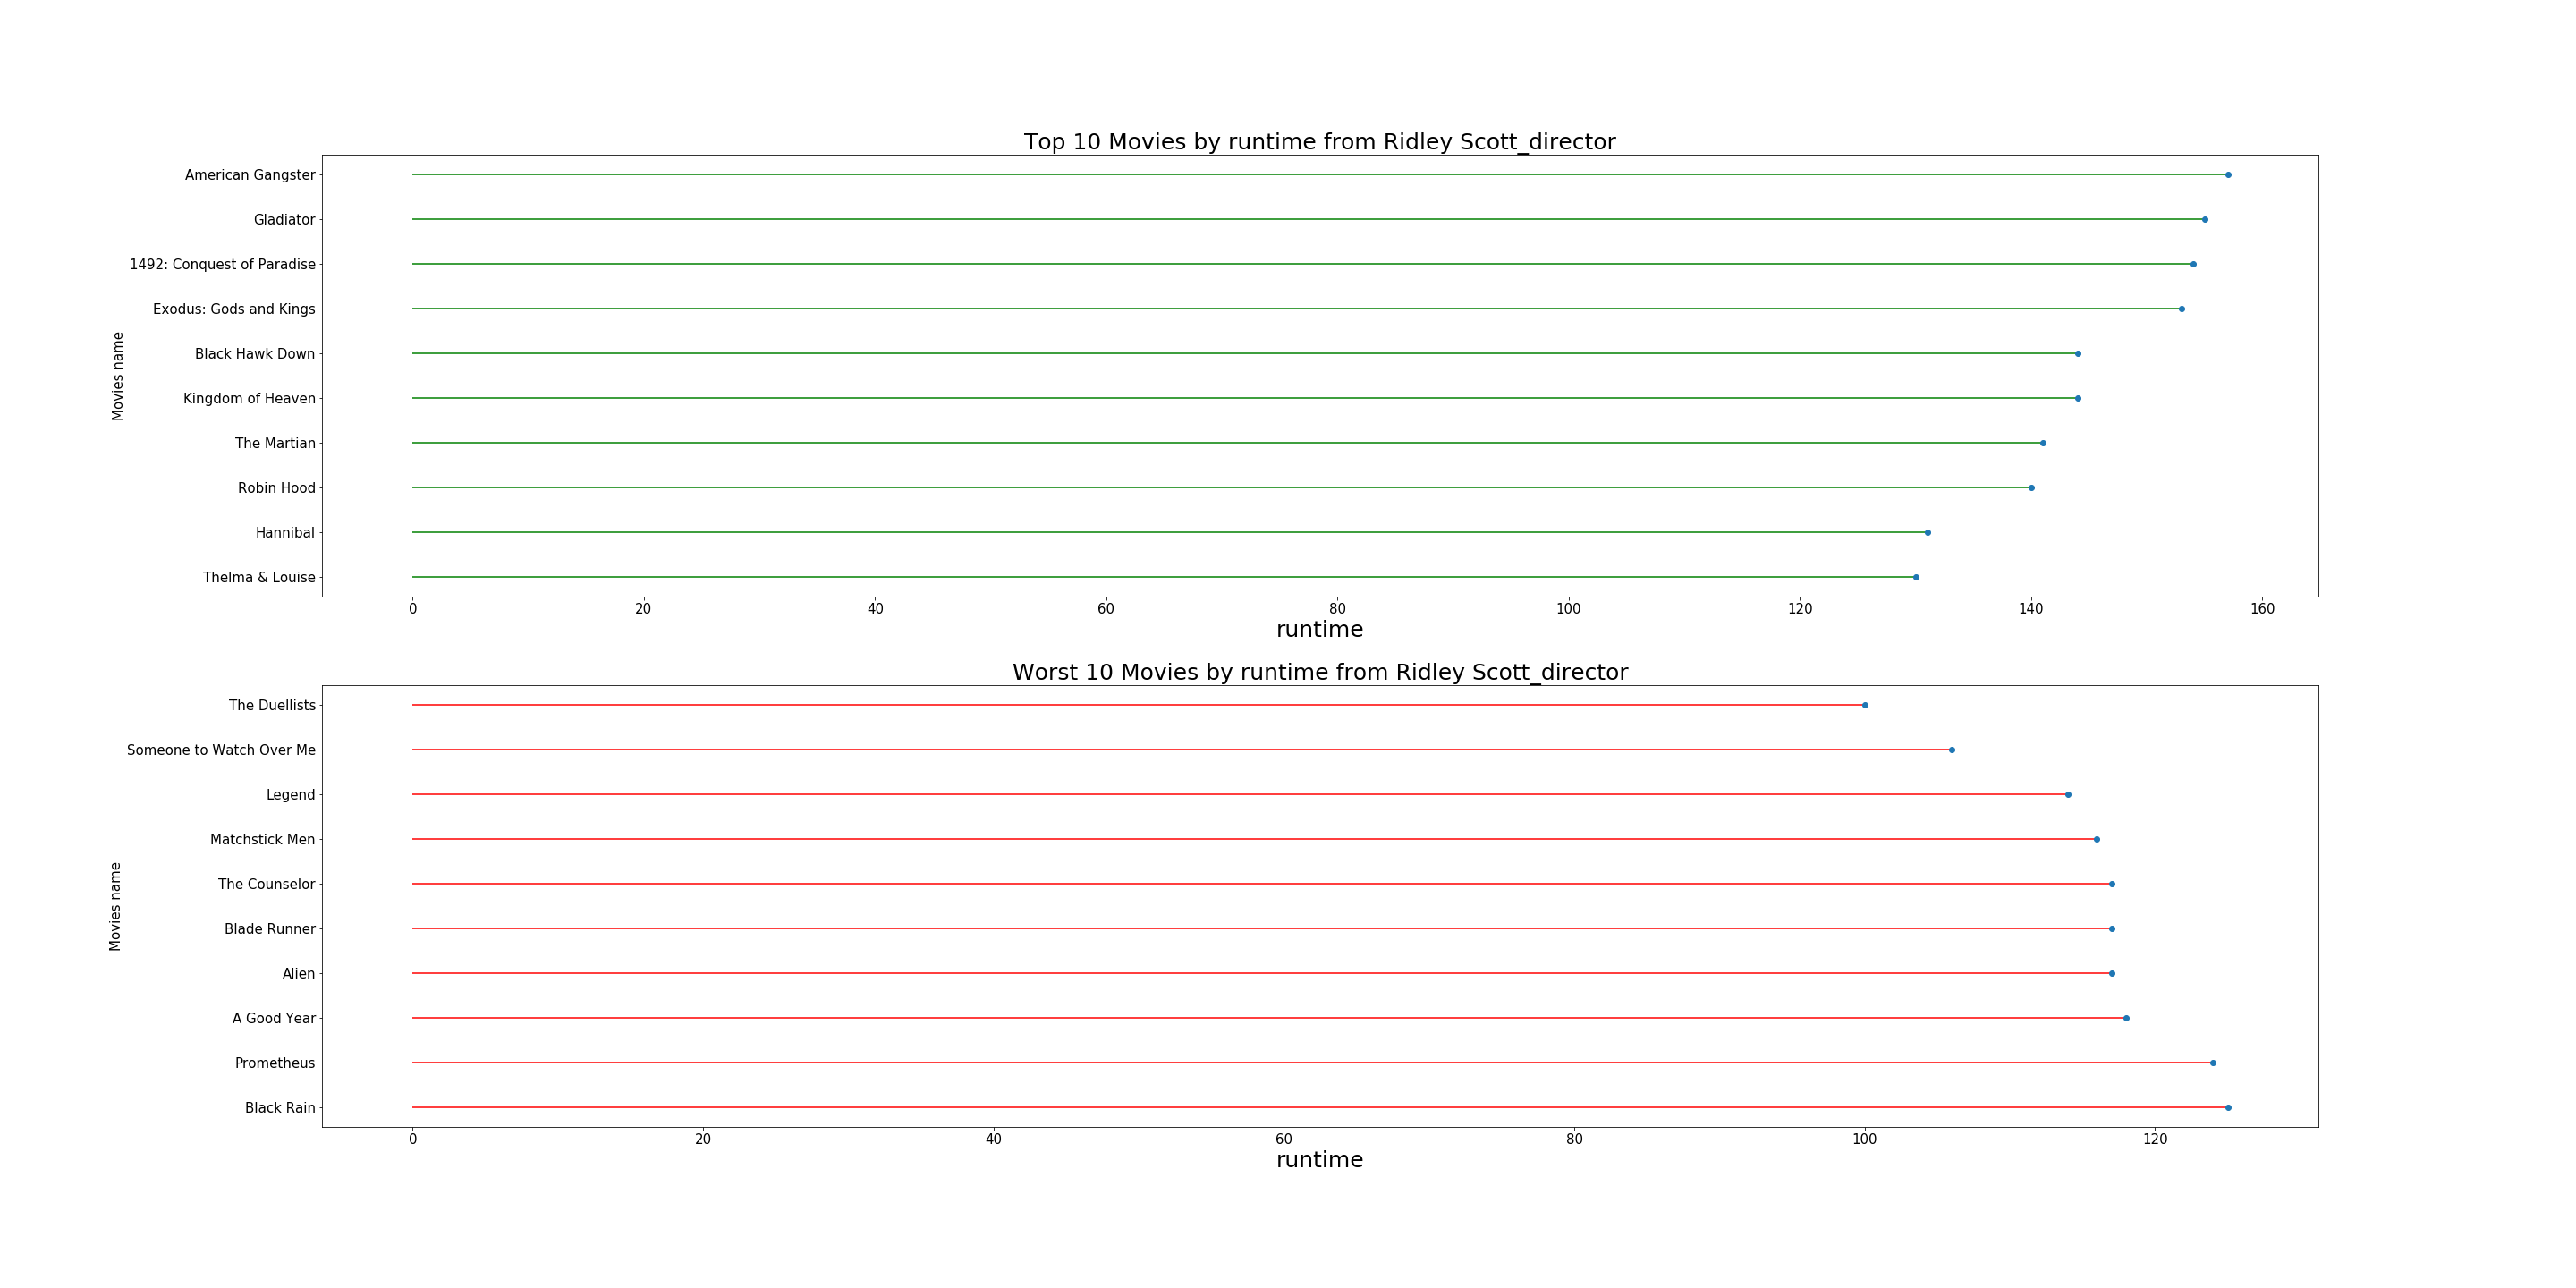 Top 10 Movies by runtime from Ridley Scott_director
American Gangster
Gladiator
1492: Conquest of Paradise
Exodus: Gods and Kings
Black Hawk Down
Kingdom of Heaven
The Martian
Robin Hood
Hannibal
Thelma & Louise
Movies name
0 20 40 60 80 100 120 140 160
runtime
Worst 10 Movies by runtime from Ridley Scott_director
The Duellists
Someone to Watch Over Me
Legend
Matchstick Men
The Counselor
Blade Runner
Alien
A Good Year
Prometheus
Black Rain
Movies name
0 20 40 60 80 100 120
runtime